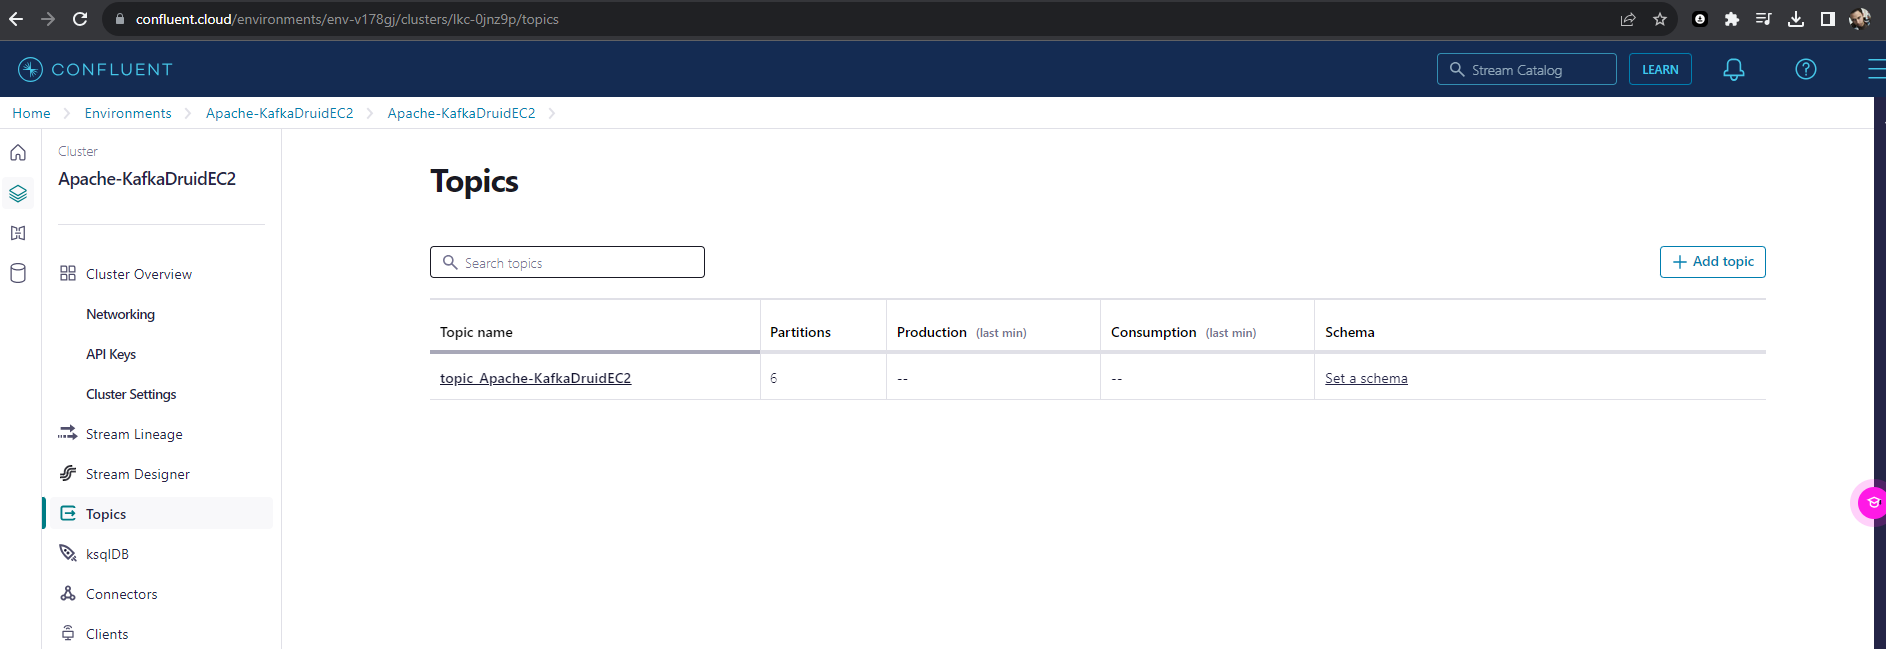 confluent.cloud/environments/env-v178gj/clusters/lkc-0jnz9p/topics
CONFLUENT
Stream Catalog
LEARN
Home
Environments
Apache-KafkaDruidEC2
Apache-KafkaDruidEC2
Cluster
Apache-KafkaDruidEC2
Cluster Overview
Networking
API Keys
Cluster Settings
Stream Lineage
Stream Designer
Topics
ksqlDB
Connectors
Clients
Topics
Search topics
+ Add topic
Topic name Partitions Production (last min) Consumption (last min) Schema
topic_Apache-KafkaDruidEC2 6 -- -- Set a schema